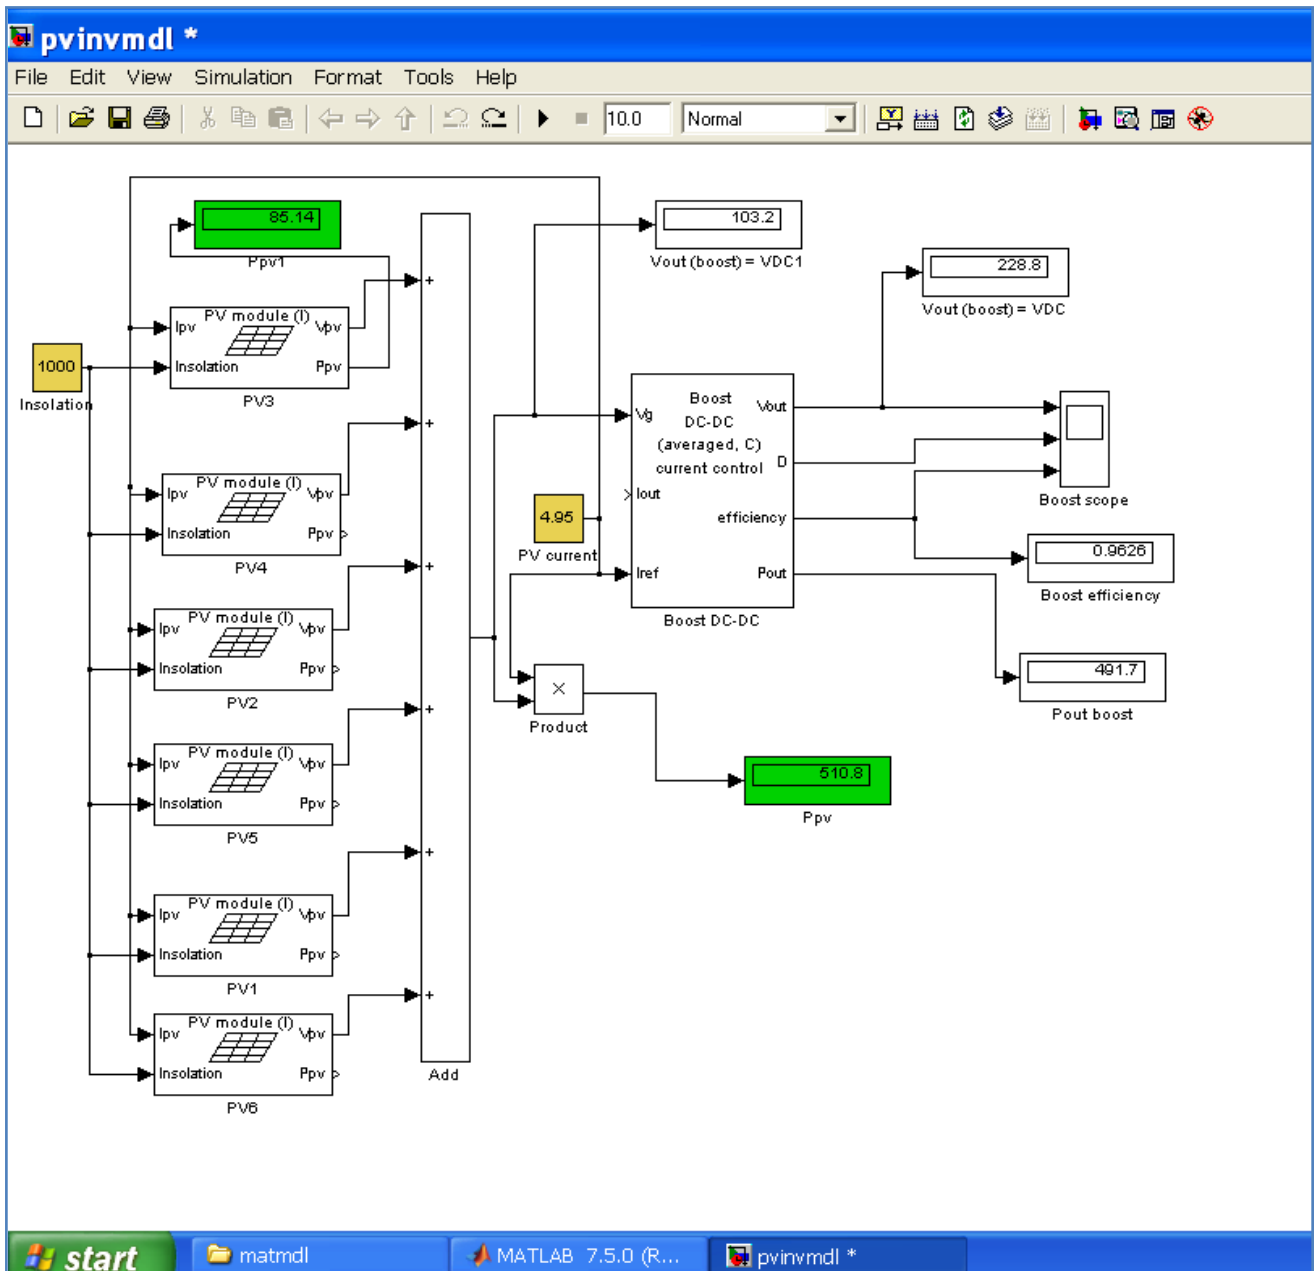 pvinvmdl *
File Edit View Simulation Format Tools Help
10.0 Normal
85.14
Ppv1
103.2
Vout (boost) = VDC1
228.8
Vout (boost) = VDC
1000
Insolation
PV module (I)
Ipv Vpv
Insolation Ppv
PV3
PV module (I)
Ipv Vpv
Insolation Ppv
PV4
PV module (I)
Ipv Vpv
Insolation Ppv
PV2
PV module (I)
Ipv Vpv
Insolation Ppv
PV5
PV module (I)
Ipv Vpv
Insolation Ppv
PV1
PV module (I)
Ipv Vpv
Insolation Ppv
PV6
+
+
+
+
+
+
Add
4.95
PV current
Boost
DC-DC
(averaged, C)
current control
Vg
Iout
Iref
Vout
D
efficiency
Pout
Boost DC-DC
Boost scope
0.9626
Boost efficiency
491.7
Pout boost
×
Product
510.8
Ppv
start
matmdl
MATLAB 7.5.0 (R...
pvinvmdl *